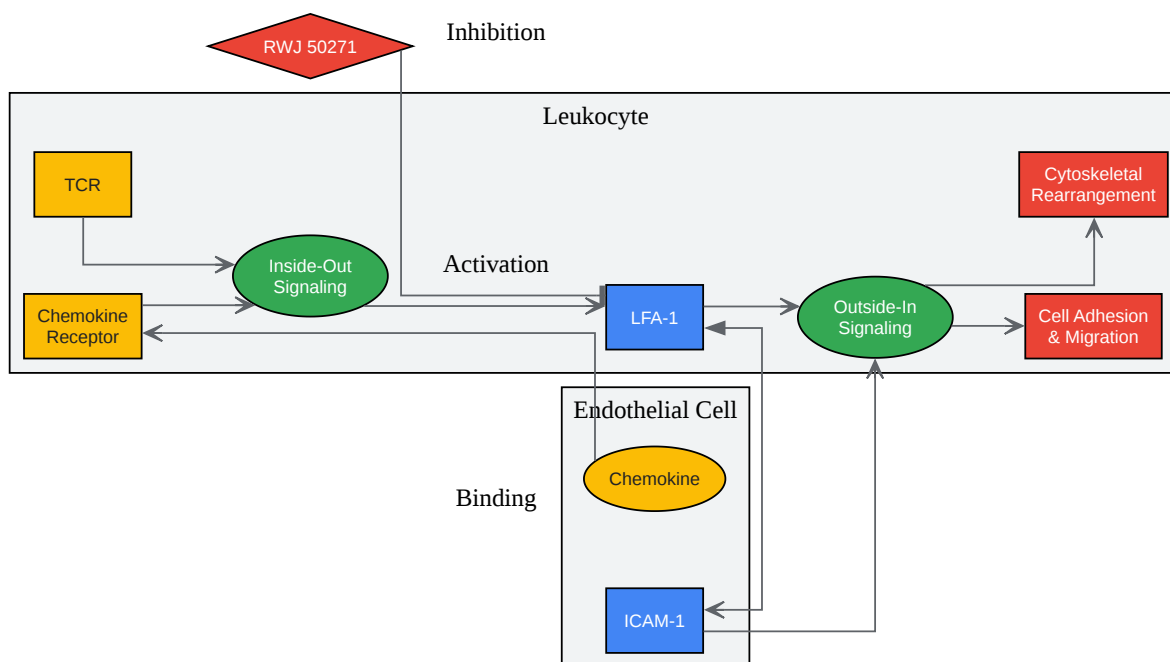 RWJ 50271
Inhibition
Leukocyte
TCR
Cytoskeletal
Rearrangement
Inside-Out
Signaling
Activation
Chemokine
Receptor
LFA-1
Outside-In
Signaling
Cell Adhesion
& Migration
Endothelial Cell
Chemokine
Binding
ICAM-1